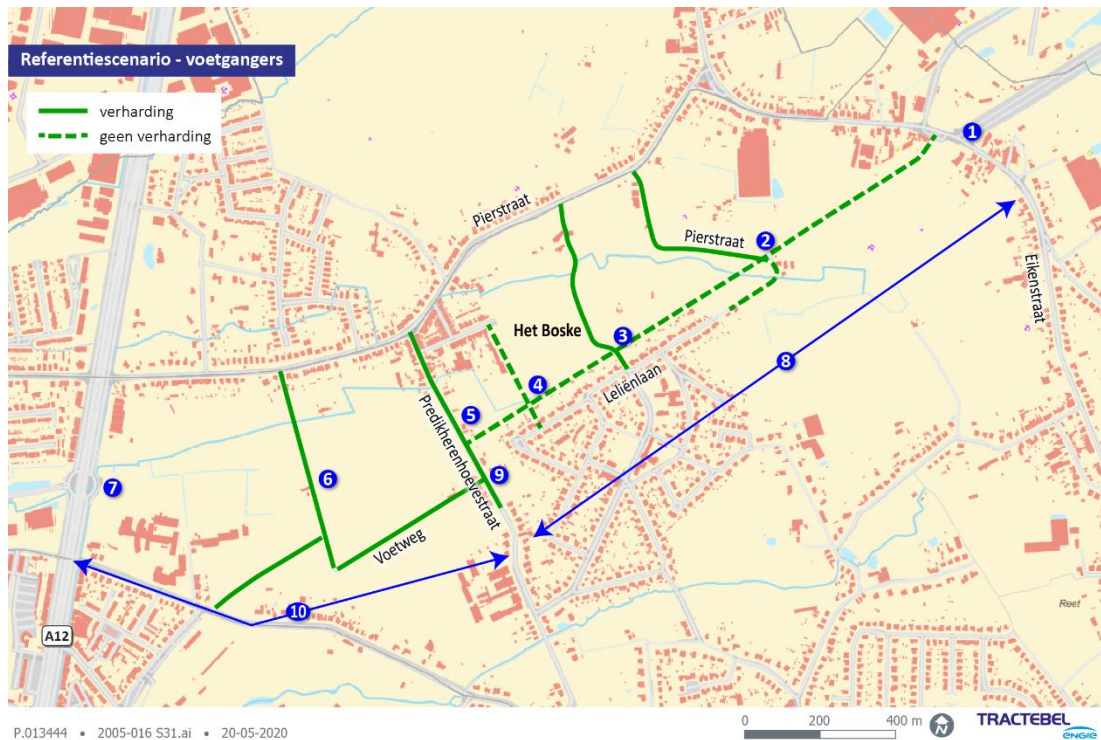 Referentiescenario - voetgangers
verharding
geen verharding
1
Pierstraat
Pierstraat
2
Eikenstraat
Het Boske
3
8
4
Leliënlaan
5
Predikherenhoevestraat
6
9
7
Voetweg
10
Reet
A12
0 200 400 m
N
TRACTEBEL
ENGIE
P.013444 • 2005-016 S31.ai • 20-05-2020